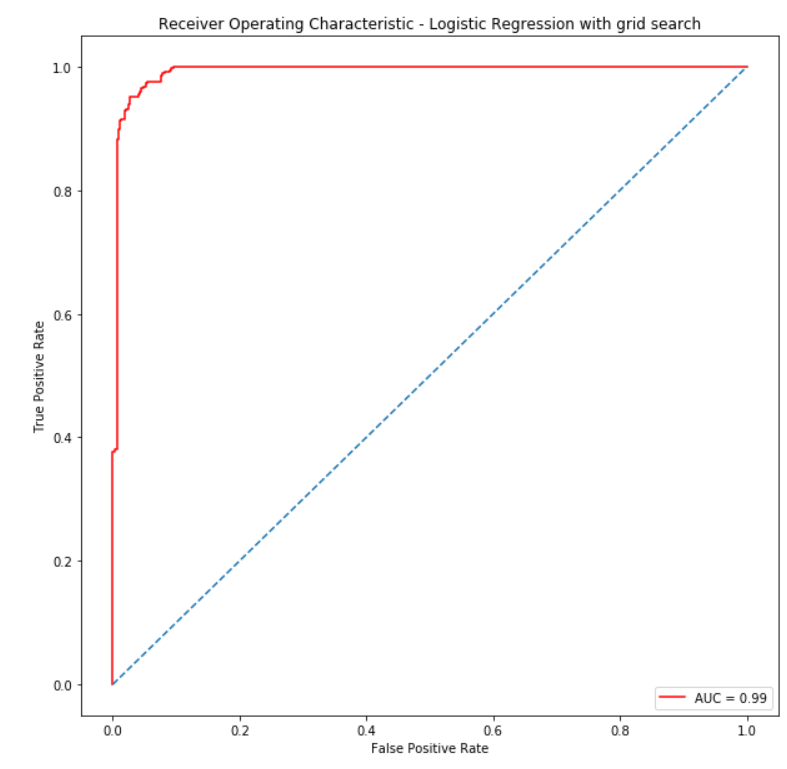 Receiver Operating Characteristic - Logistic Regression with grid search
1.0
0.8
0.6
0.4
0.2
0.0
True Positive Rate
0.0 0.2 0.4 0.6 0.8 1.0
False Positive Rate
AUC = 0.99